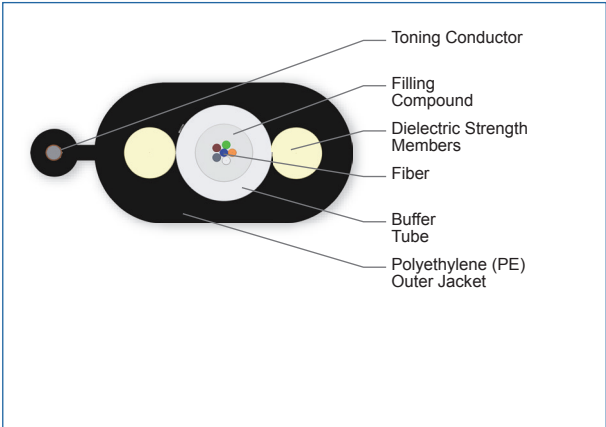 Toning Conductor
Filling
Compound
Dielectric Strength
Members
Fiber
Buffer
Tube
Polyethylene (PE)
Outer Jacket